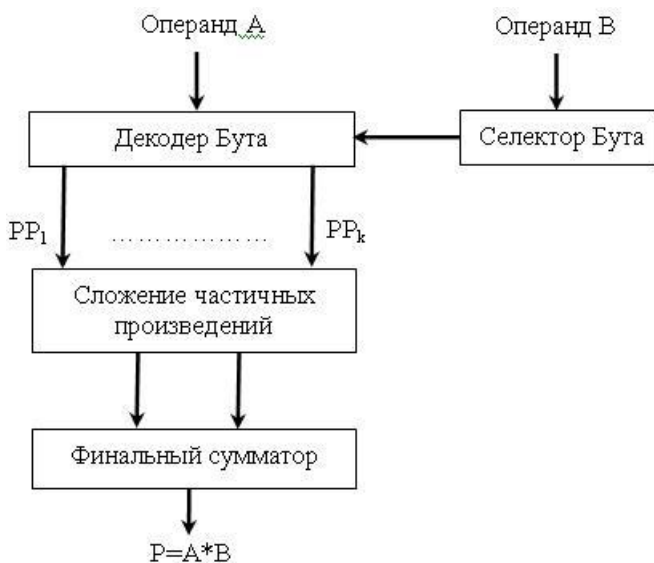 Операнд А
Операнд В
Декодер Бута
Селектор Бута
PP1
………………
PPk
Сложение частичных
произведений
Финальный сумматор
P=A*B